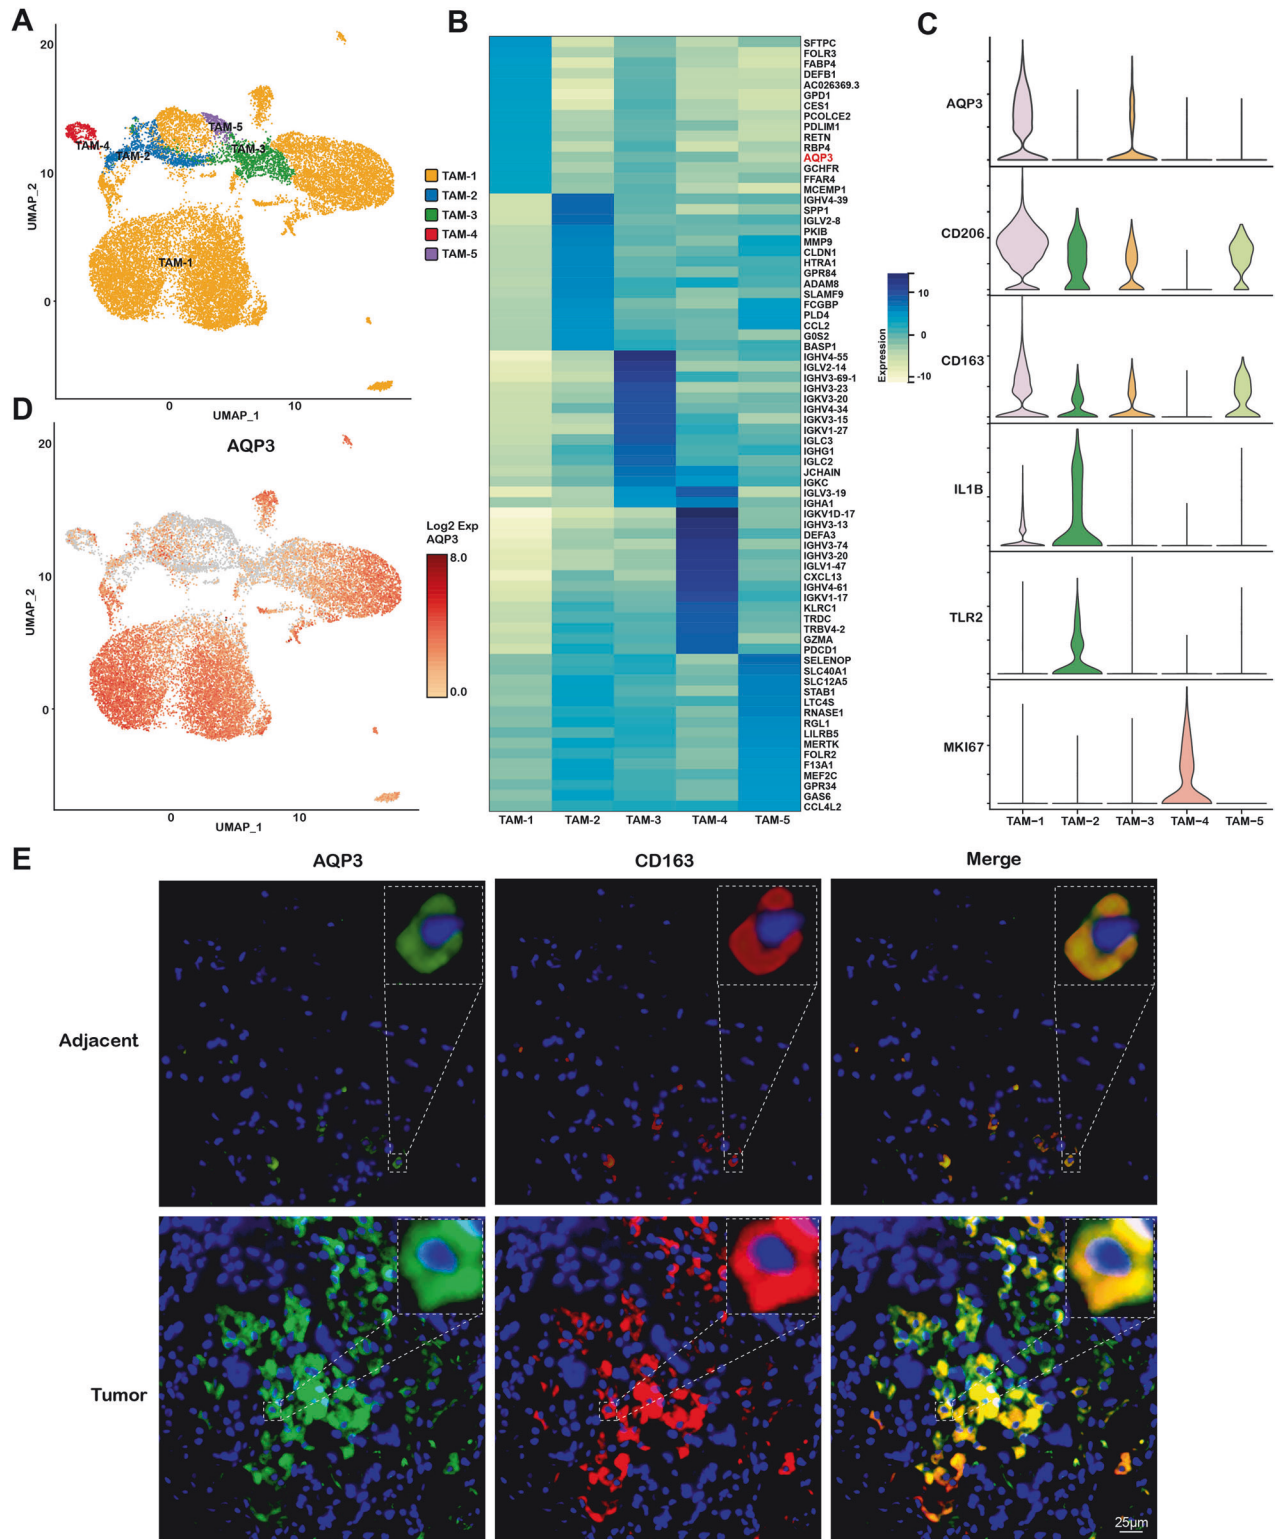 A
20
10
0
UMAP_2
0
10
UMAP_1
TAM-5
TAM-4
TAM-2
TAM-3
TAM-1
TAM-1
TAM-2
TAM-3
TAM-4
TAM-5
B
SFTPC
FOLR3
FABP4
DEFB1
AC026369.3
GPD1
CES1
PCOLCE2
PDLIM1
RETN
RBP4
AQP3
GCHFR
FFAR4
MCEMP1
IGHV4-39
SPP1
IGLV2-8
PKIB
MMP9
CLDN1
HTRA1
GPR84
ADAM8
SLAMF9
FCGBP
PLD4
CCL2
G0S2
BASP1
IGHV4-55
IGLV2-14
IGHV3-69-1
IGHV3-23
IGKV3-20
IGHV4-34
IGKV3-15
IGKV1-27
IGLC3
IGHG1
IGLC2
JCHAIN
IGKC
IGLV3-19
IGHA1
IGKV1D-17
IGHV3-13
DEFA3
IGHV3-74
IGHV3-20
IGLV1-47
CXCL13
IGHV4-61
IGKV1-17
KLRC1
TRDC
TRBV4-2
GZMA
PDCD1
SELENOP
SLC40A1
SLC12A5
STAB1
LTC4S
RNASE1
RGL1
LILRB5
MERTK
FOLR2
F13A1
MEF2C
GPR34
GAS6
CCL4L2
TAM-1 TAM-2 TAM-3 TAM-4 TAM-5
Expression
10
0
-10
C
AQP3
CD206
CD163
IL1B
TLR2
MKI67
TAM-1 TAM-2 TAM-3 TAM-4 TAM-5
D
AQP3
20
10
0
UMAP_2
0
10
UMAP_1
Log2 Exp
AQP3
8.0
0.0
E
AQP3
CD163
Merge
Adjacent
Tumor
25μm